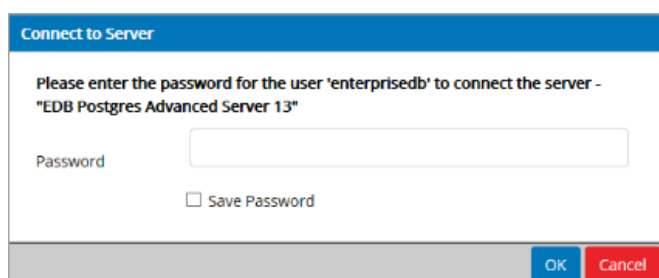 Connect to Server
Please enter the password for the user 'enterprisedb' to connect the server -
"EDB Postgres Advanced Server 13"
Password
Save Password
OK Cancel